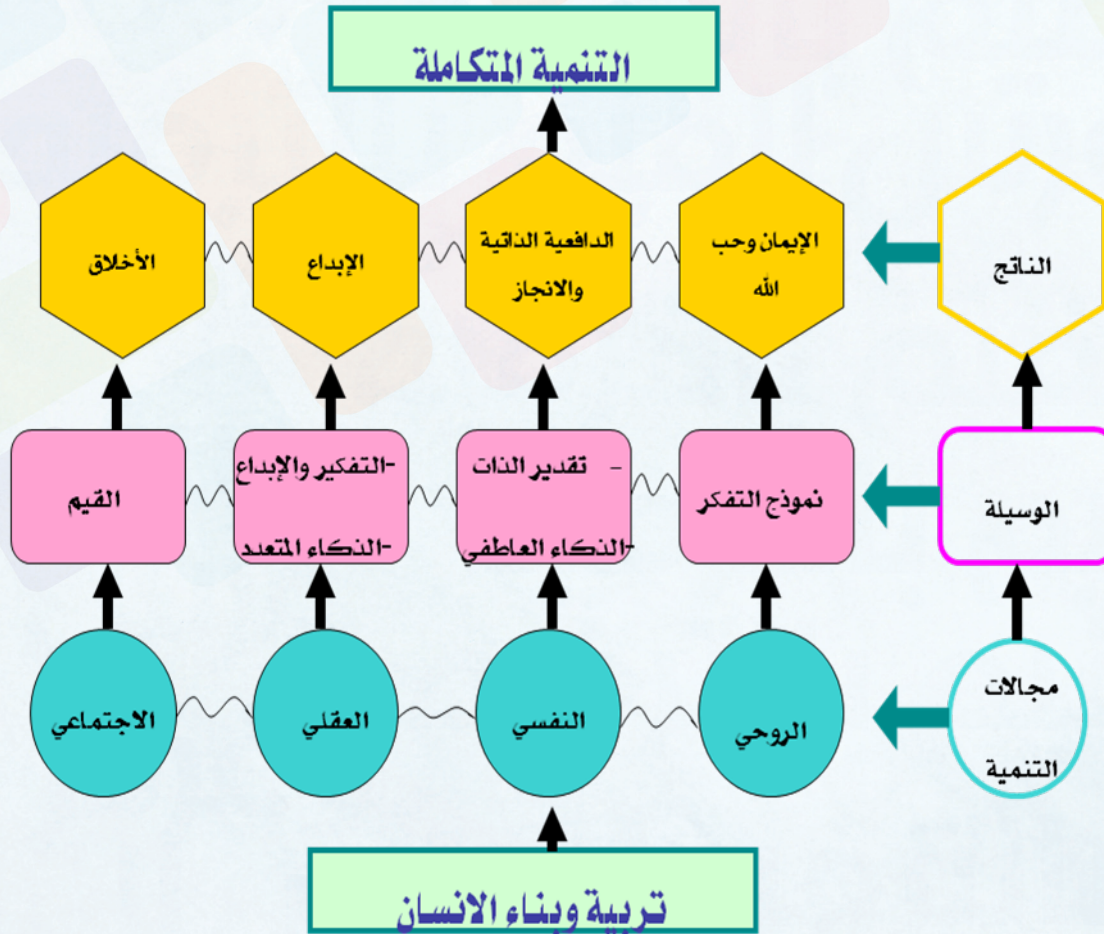 التنمية المتكاملة
الناتج
الإيمان وحب
الله
الدافعية الذاتية
والانجاز
الإبداع
الأخلاق
الوسيلة
نموذج التفكر
- تقدير الذات
-الذكاء العاطفي
-التفكير والإبداع
-الذكاء المتعدد
القيم
مجالات
التنمية
الروحي
النفسي
العقلي
الاجتماعي
تربية وبناء الانسان